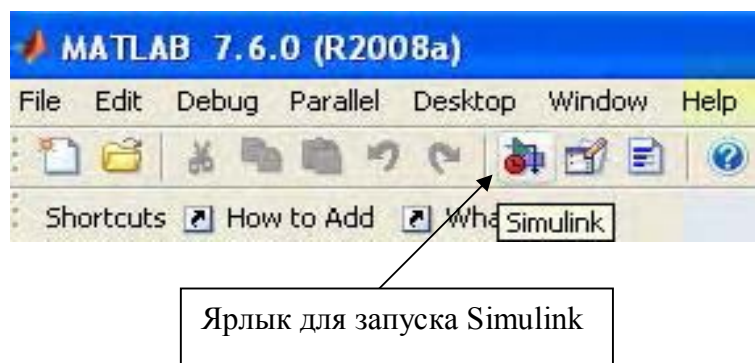 MATLAB 7.6.0 (R2008a)
File Edit Debug Parallel Desktop Window Help
Shortcuts How to Add Wha
Simulink
Ярлык для запуска Simulink